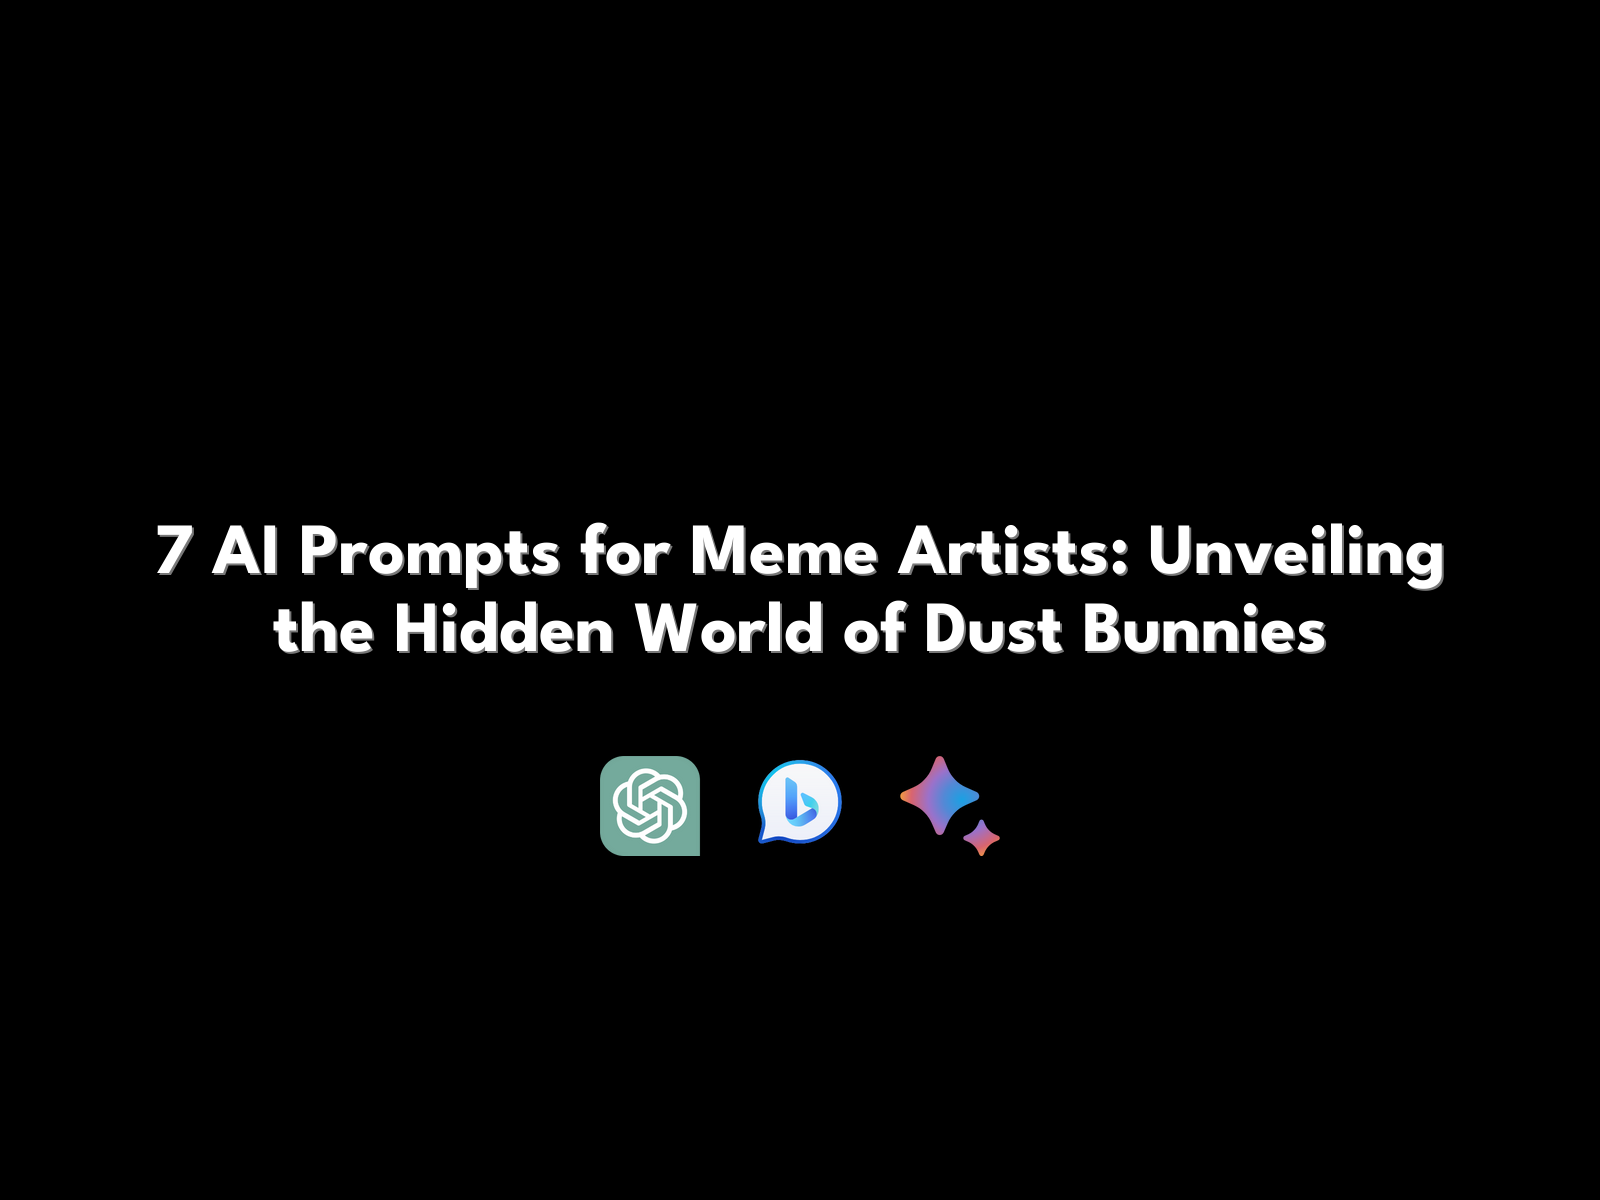 7 AI Prompts for Meme Artists: Unveiling
the Hidden World of Dust Bunnies